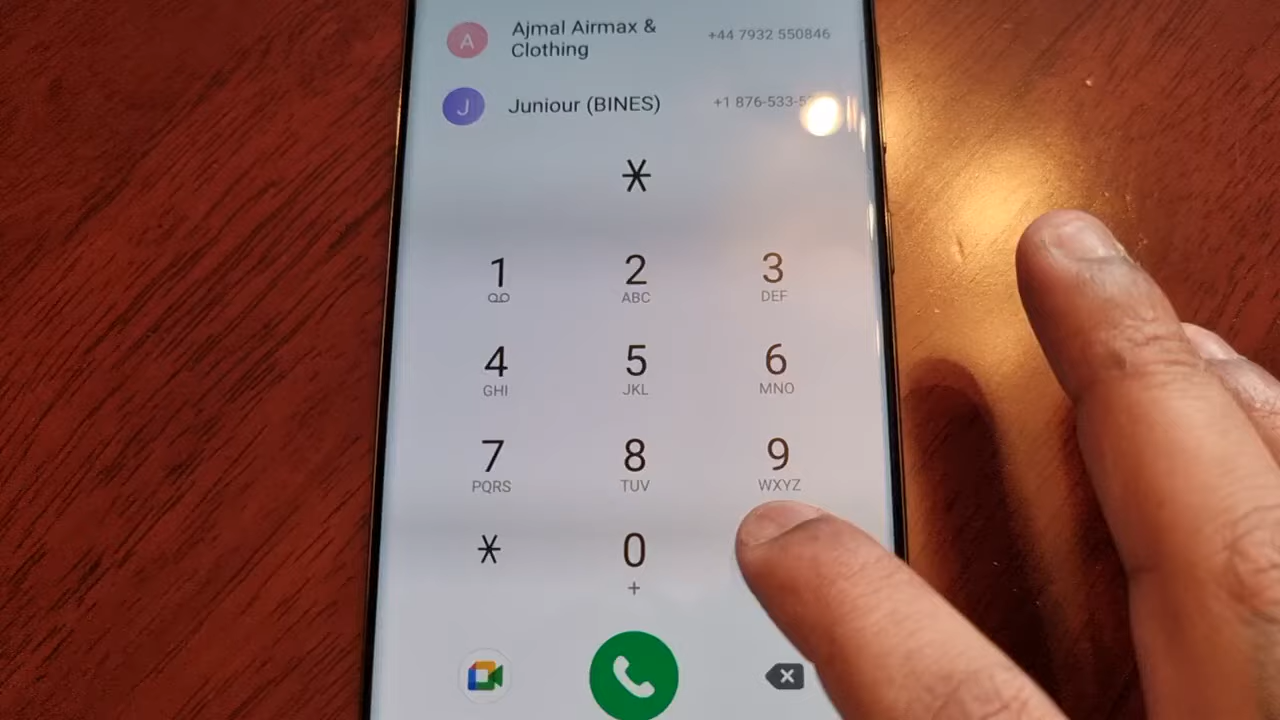 A
Ajmal Airmax &
Clothing
+44 7932 550846
J
Juniour (BINES)
+1 876-533-5
*
1
2
ABC
3
DEF
4
GHI
5
JKL
6
MNO
7
PQRS
8
TUV
9
WXYZ
*
0
+